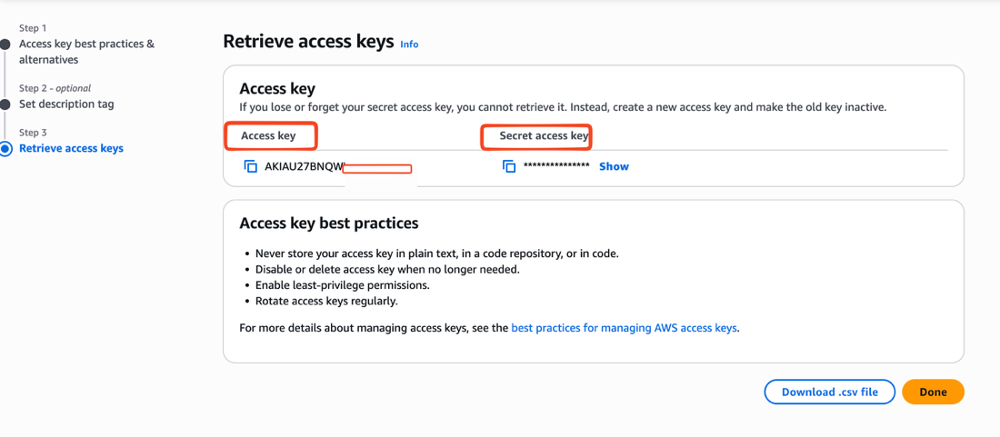 Step 1
Access key best practices &
alternatives
Step 2 - optional
Set description tag
Step 3
Retrieve access keys
Retrieve access keys Info
Access key
If you lose or forget your secret access key, you cannot retrieve it. Instead, create a new access key and make the old key inactive.
Access key Secret access key
AKIAU27BNQW *************** Show
Access key best practices
• Never store your access key in plain text, in a code repository, or in code.
• Disable or delete access key when no longer needed.
• Enable least-privilege permissions.
• Rotate access keys regularly.
For more details about managing access keys, see the best practices for managing AWS access keys.
Download .csv file Done